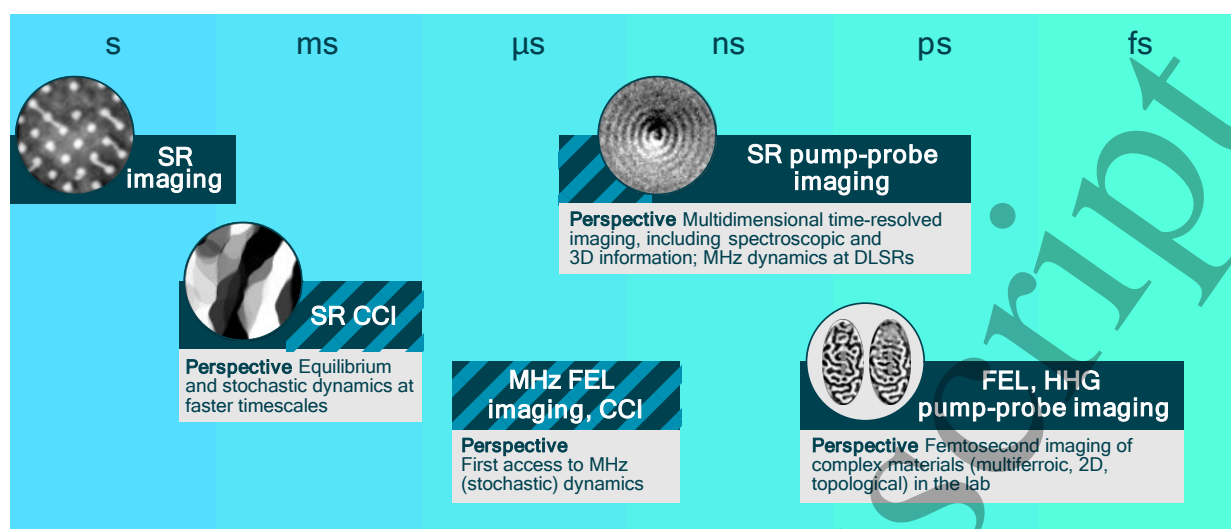 s ms µs ns ps fs
SR
imaging
SR pump-probe
imaging
Perspective Multidimensional time-resolved
imaging, including spectroscopic and
3D information; MHz dynamics at DLSRs
SR CCI
Perspective Equilibrium
and stochastic dynamics at
faster timescales
MHz FEL
imaging, CCI
Perspective
First access to MHz
(stochastic) dynamics
FEL, HHG
pump-probe imaging
Perspective Femtosecond imaging of
complex materials (multiferroic, 2D,
topological) in the lab
script